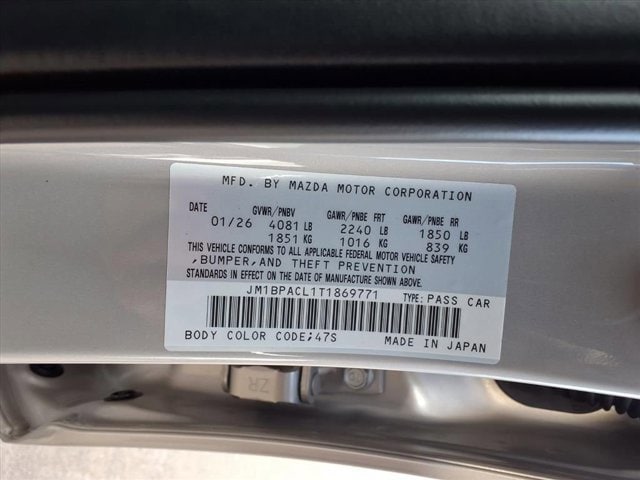 MFD. BY MAZDA MOTOR CORPORATION
DATE GVWR/PNBV GAWR/PNBE FRT GAWR/PNBE RR
01/26 4081 LB 2240 LB 1850 LB
1851 KG 1016 KG 839 KG
THIS VEHICLE CONFORMS TO ALL APPLICABLE FEDERAL MOTOR VEHICLE SAFETY
,BUMPER,AND THEFT PREVENTION
STANDARDS IN EFFECT ON THE DATE OF MANUFACTURE SHOWN ABOVE.
JM1BPACL1T1869771 TYPE: PASS CAR
BODY COLOR CODE;47S MADE IN JAPAN
ZR